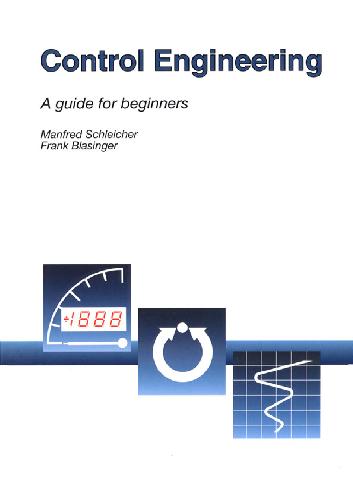 Control Engineering
A guide for beginners
Manfred Schleicher
Frank Blasinger
±1888